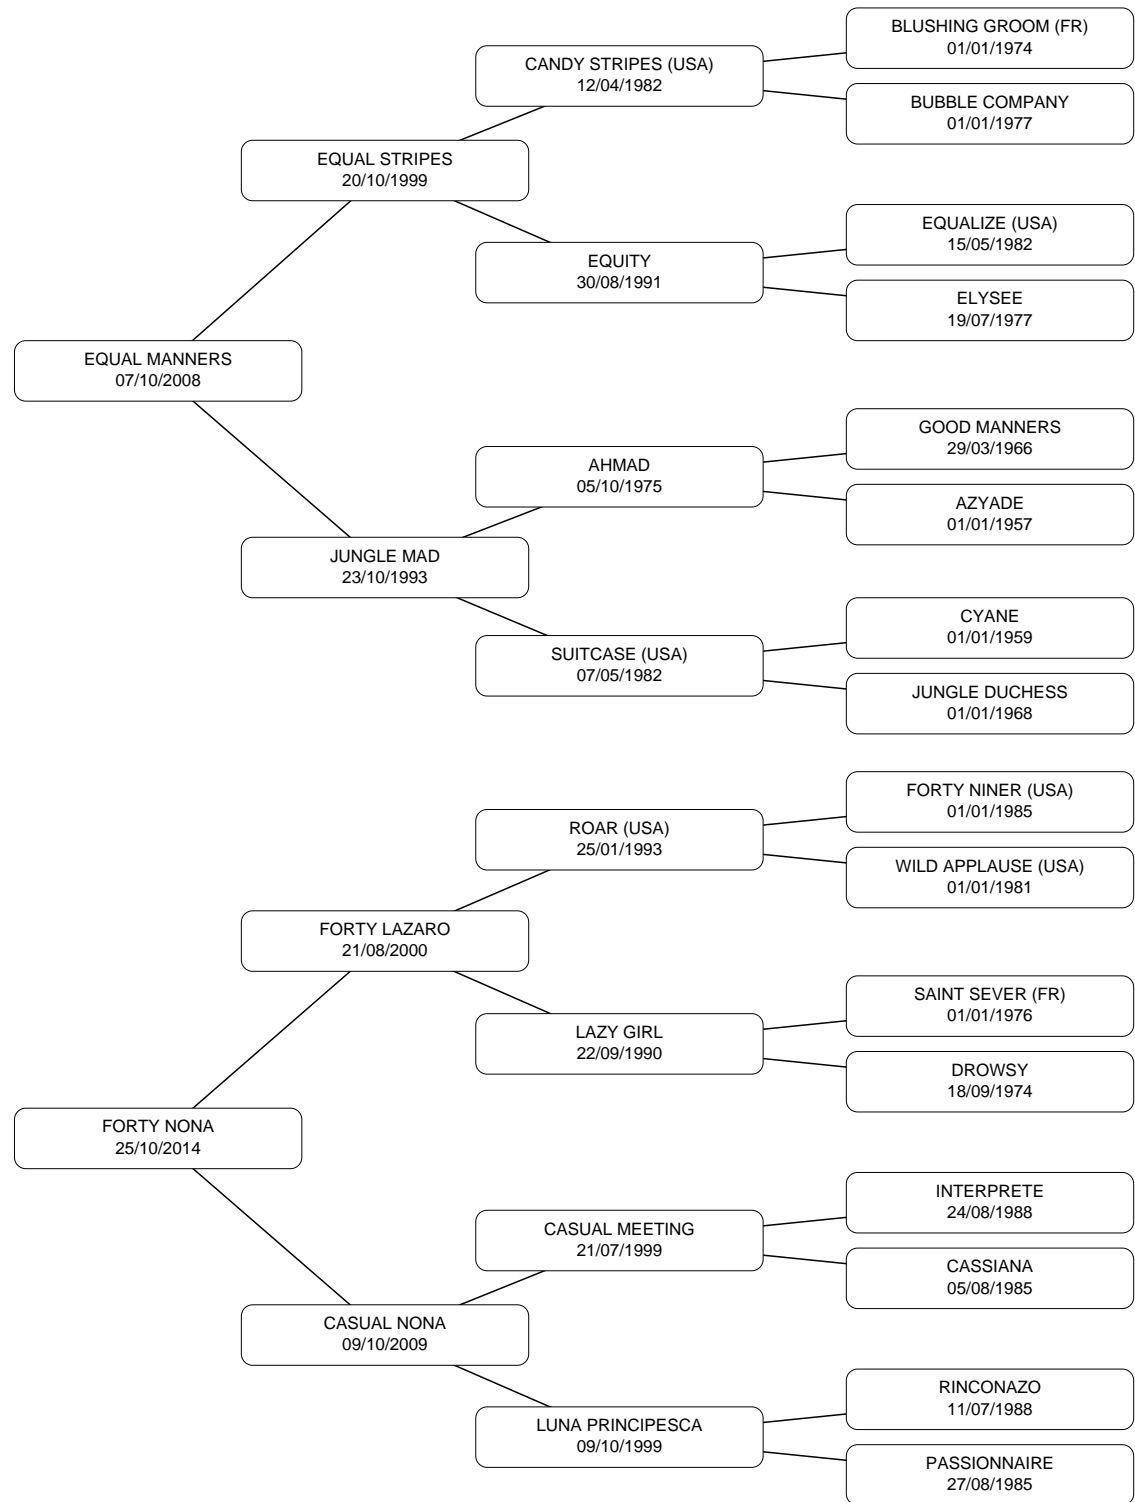 BLUSHING GROOM (FR)
01/01/1974
CANDY STRIPES (USA)
12/04/1982
BUBBLE COMPANY
01/01/1977
EQUAL STRIPES
20/10/1999
EQUALIZE (USA)
15/05/1982
EQUITY
30/08/1991
ELYSEE
19/07/1977
EQUAL MANNERS
07/10/2008
GOOD MANNERS
29/03/1966
AHMAD
05/10/1975
AZYADE
01/01/1957
JUNGLE MAD
23/10/1993
CYANE
01/01/1959
SUITCASE (USA)
07/05/1982
JUNGLE DUCHESS
01/01/1968
FORTY NINER (USA)
01/01/1985
ROAR (USA)
25/01/1993
WILD APPLAUSE (USA)
01/01/1981
FORTY LAZARO
21/08/2000
SAINT SEVER (FR)
01/01/1976
LAZY GIRL
22/09/1990
DROWSY
18/09/1974
FORTY NONA
25/10/2014
INTERPRETE
24/08/1988
CASUAL MEETING
21/07/1999
CASSIANA
05/08/1985
CASUAL NONA
09/10/2009
RINCONAZO
11/07/1988
LUNA PRINCIPESCA
09/10/1999
PASSIONNAIRE
27/08/1985